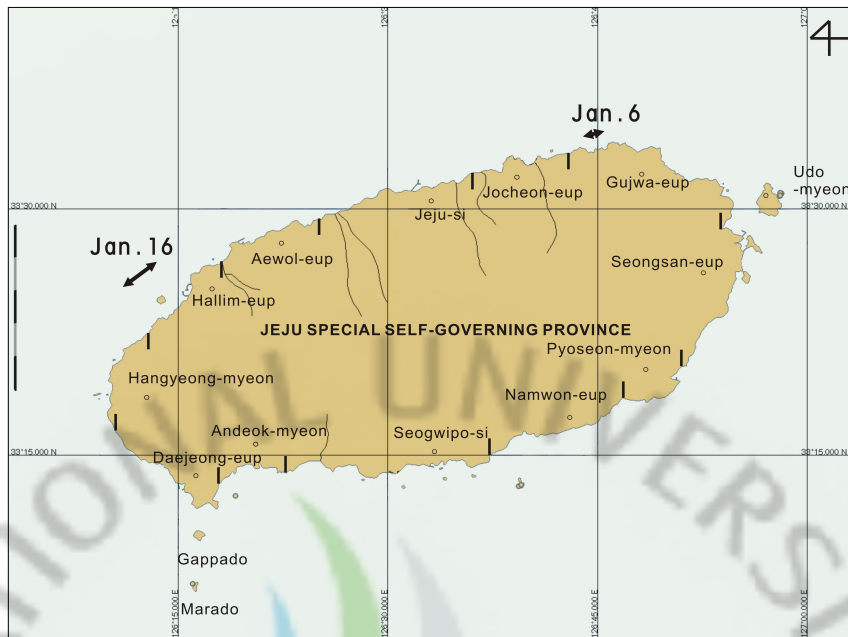 Jan.6
Udo
-myeon
Gujwa-eup
Jocheon-eup
33°30.000 N
Jeju-si
33°30.000 N
Jan.16
Aewol-eup
Seongsan-eup
Hallim-eup
JEJU SPECIAL SELF-GOVERNING PROVINCE
Pyoseon-myeon
Hangyeong-myeon
Namwon-eup
Andeok-myeon
Seogwipo-si
33°15.000 N
Daejeong-eup
33°15.000 N
Gappado
Marado
126°15.000 E
126°30.000 E
126°45.000 E
127°00.000 E
IONAL UNIVERSI